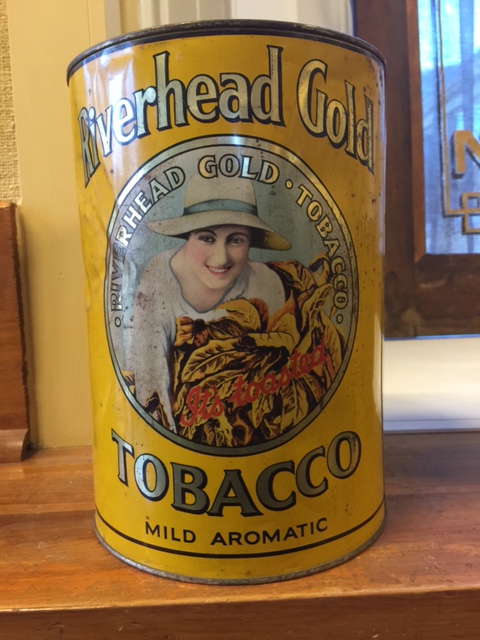 Riverhead Gold
RIVERHEAD GOLD · TOBACCO
It's toasted
TOBACCO
MILD AROMATIC